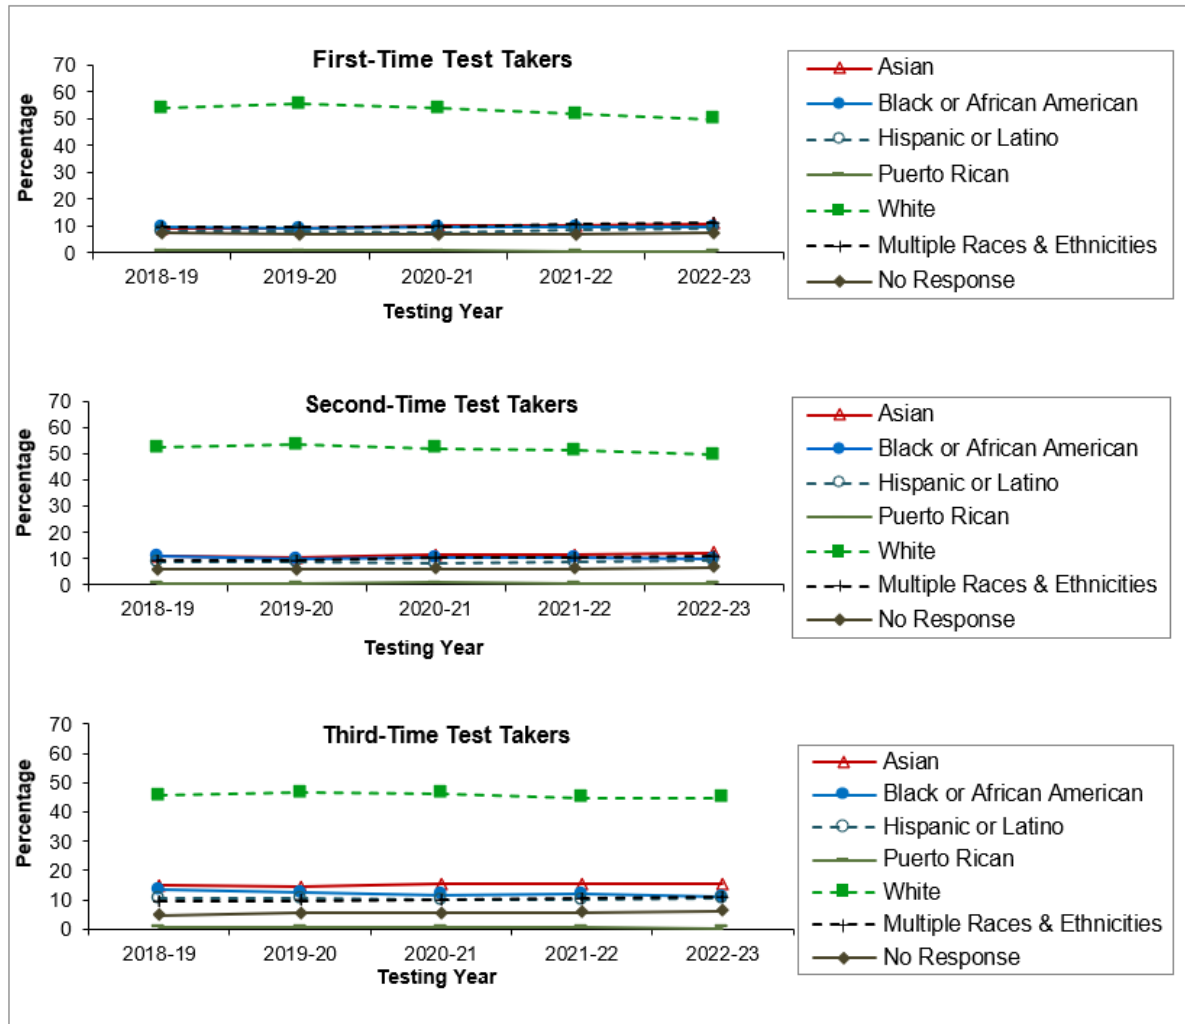 First-Time Test Takers
Percentage
70
60
50
40
30
20
10
0
2018-19 2019-20 2020-21 2021-22 2022-23
Testing Year
Asian
Black or African American
Hispanic or Latino
Puerto Rican
White
Multiple Races & Ethnicities
No Response
Second-Time Test Takers
Percentage
70
60
50
40
30
20
10
0
2018-19 2019-20 2020-21 2021-22 2022-23
Testing Year
Asian
Black or African American
Hispanic or Latino
Puerto Rican
White
Multiple Races & Ethnicities
No Response
Third-Time Test Takers
Percentage
70
60
50
40
30
20
10
0
2018-19 2019-20 2020-21 2021-22 2022-23
Testing Year
Asian
Black or African American
Hispanic or Latino
Puerto Rican
White
Multiple Races & Ethnicities
No Response